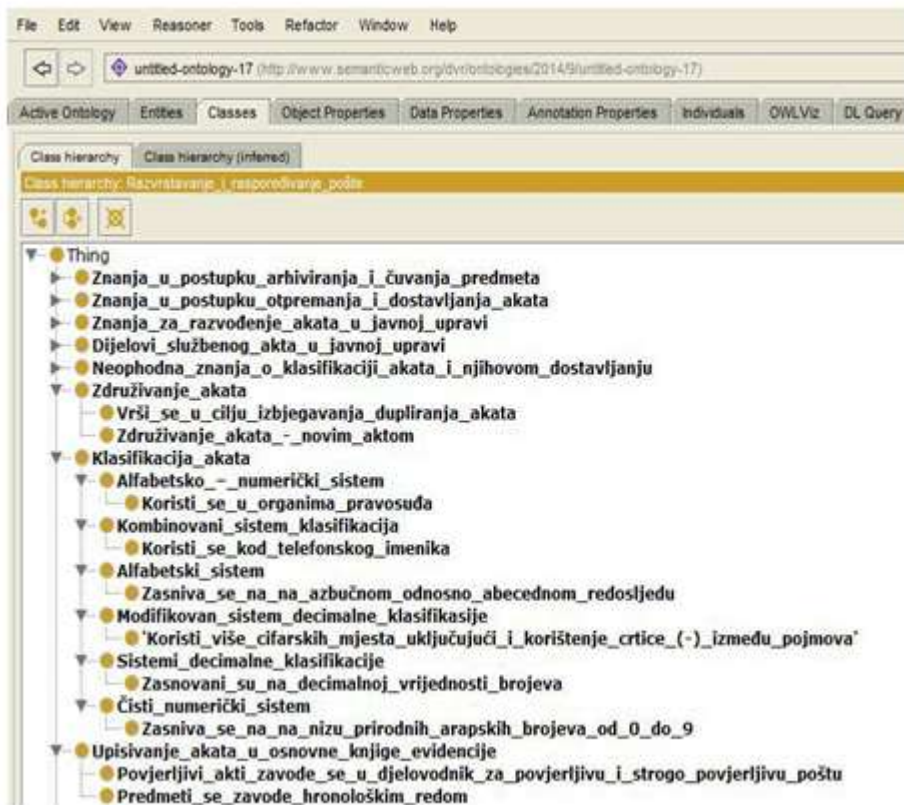 File Edit View Reasoner Tools Refactor Window Help
untitled-ontology-17 (http://www.semanticweb.org/dvr/ontologies/2014/9/untitled-ontology-17)
Active Ontology Entities Classes Object Properties Data Properties Annotation Properties Individuals OWLViz DL Query
Class hierarchy Class hierarchy (inferred)
Class hierarchy: Razvrstavanje_i_raspoređivanje_pošte
Thing
Znanja_u_postupku_arhiviranja_i_čuvanja_predmeta
Znanja_u_postupku_otpremanja_i_dostavljanja_akata
Znanja_za_razvođenje_akata_u_javnoj_upravi
Dijelovi_službenog_akta_u_javnoj_upravi
Neophodna_znanja_o_klasifikaciji_akata_i_njihovom_dostavljanju
Združivanje_akata
Vrši_se_u_cilju_izbjegavanja_dupliranja_akata
Združivanje_akata_-_novim_aktom
Klasifikacija_akata
Alfabetsko_-_numerički_sistem
Koristi_se_u_organima_pravosuđa
Kombinovani_sistem_klasifikacija
Koristi_se_kod_telefonskog_imenika
Alfabetski_sistem
Zasniva_se_na_na_azbučnom_odnosno_abecednom_redosljedu
Modifikovan_sistem_decimalne_klasifikasije
'Koristi_više_cifarskih_mjesta_uključujući_i_korištenje_crtice_(-)_između_pojmova'
Sistemi_decimalne_klasifikacije
Zasnovani_su_na_decimalnoj_vrijednosti_brojeva
Čisti_numerički_sistem
Zasniva_se_na_na_nizu_prirodnih_arapskih_brojeva_od_0_do_9
Upisivanje_akata_u_osnovne_knjige_evidencije
Povjerljivi_akti_zavode_se_u_djelovodnik_za_povjerljivu_i_strogo_povjerljivu_poštu
Predmeti_se_zavode_hronološkim_redom